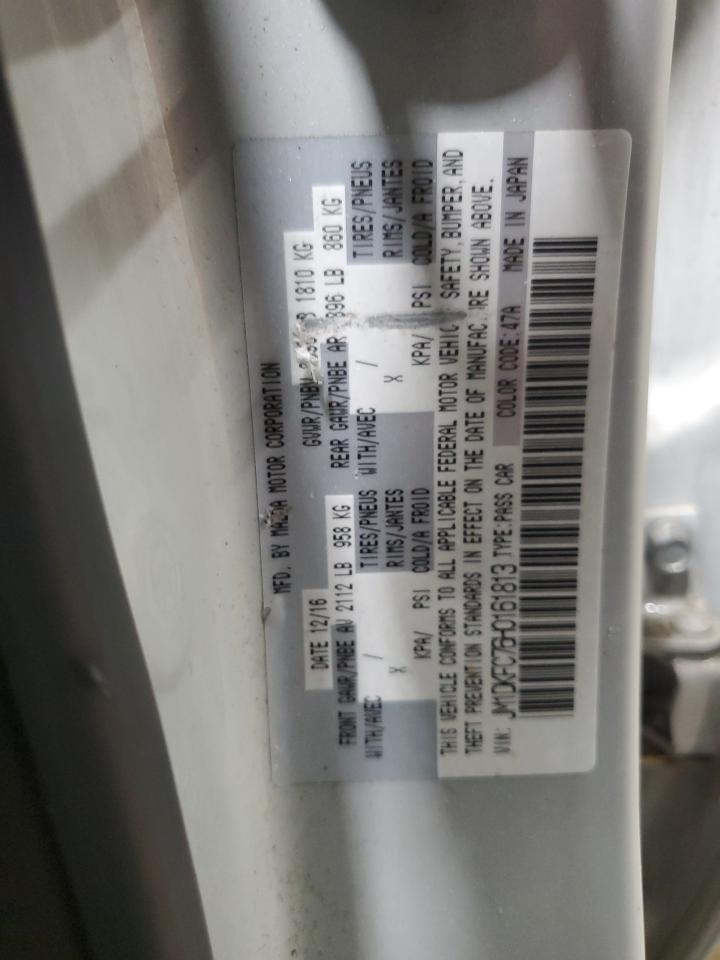 MFD. BY MAZDA MOTOR CORPORATION
DATE 12/16 GVWR/PNBV 1810 KG
FRONT GAWR/PNBE AV 2112 LB 958 KG REAR GAWR/PNBE AR 896 LB 860 KG
WITH/AVEC / TIRES/PNEUS WITH/AVEC / TIRES/PNEUS
X RIMS/JANTES X RIMS/JANTES
KPA/ PSI COLD/A FROID KPA/ PSI COLD/A FROID
THIS VEHICLE CONFORMS TO ALL APPLICABLE FEDERAL MOTOR VEHIC SAFETY, BUMPER, AND
THEFT PREVENTION STANDARDS IN EFFECT ON THE DATE OF MANUFAC RE SHOWN ABOVE.
VIN: JM1DKFC76H0161813 TYPE:PASS CAR COLOR CODE:47A MADE IN JAPAN